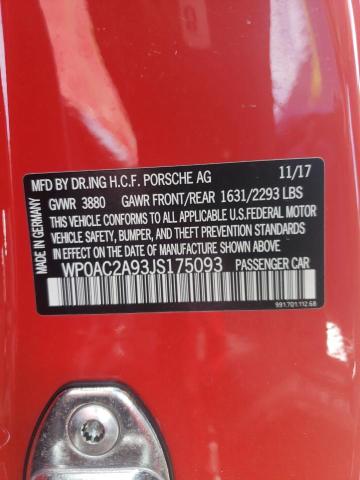 MFD BY DR.ING H.C.F. PORSCHE AG 11/17
GVWR 3880 GAWR FRONT/REAR 1631/2293 LBS
THIS VEHICLE CONFORMS TO ALL APPLICABLE U.S.FEDERAL MOTOR
VEHICLE SAFETY, BUMPER, AND THEFT PREVENTION STANDARDS
IN EFFECT ON THE DATE OF MANUFACTURE SHOWN ABOVE.
WP0AC2A93JS175093 PASSENGER CAR
991.701.112.68
MADE IN GERMANY